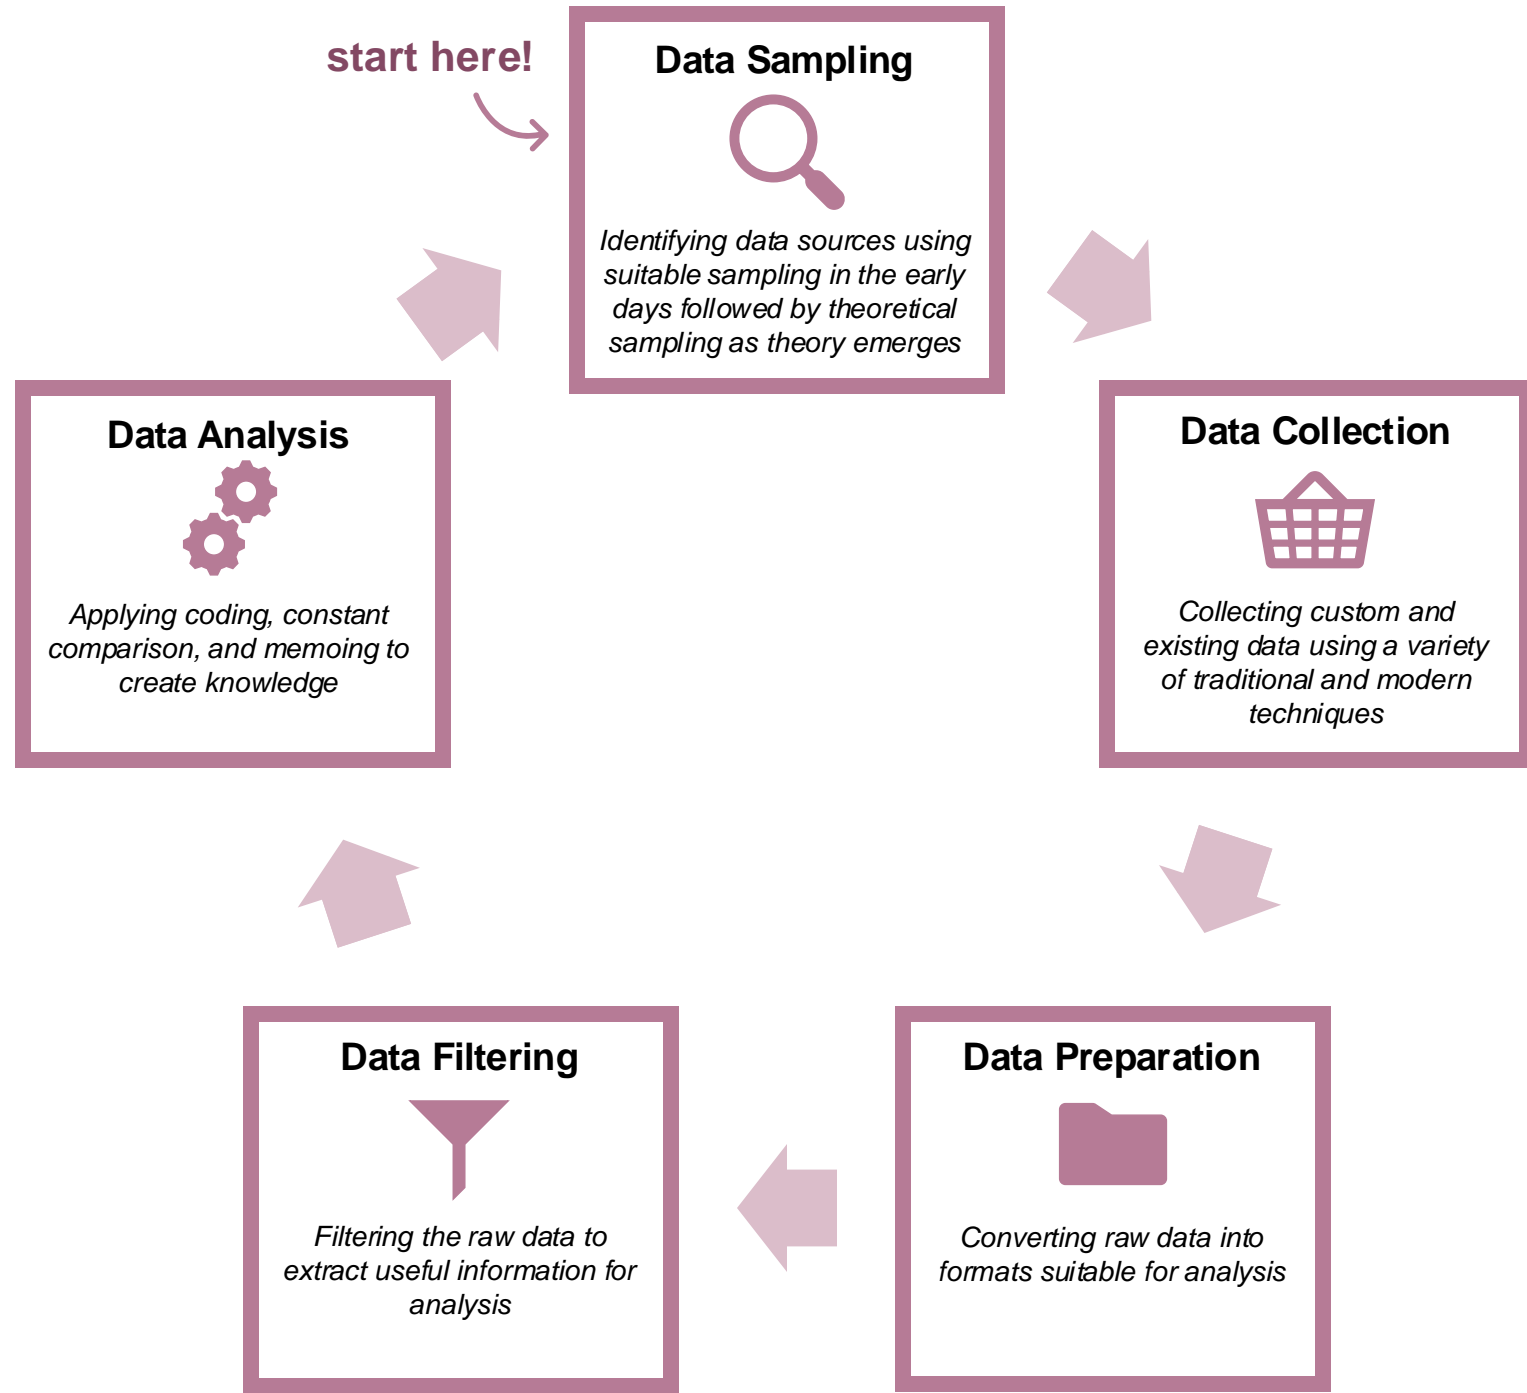 start here!
Data Sampling
Identifying data sources using
suitable sampling in the early
days followed by theoretical
sampling as theory emerges
Data Collection
Collecting custom and
existing data using a variety
of traditional and modern
techniques
Data Preparation
Converting raw data into
formats suitable for analysis
Data Filtering
Filtering the raw data to
extract useful information for
analysis
Data Analysis
Applying coding, constant
comparison, and memoing to
create knowledge